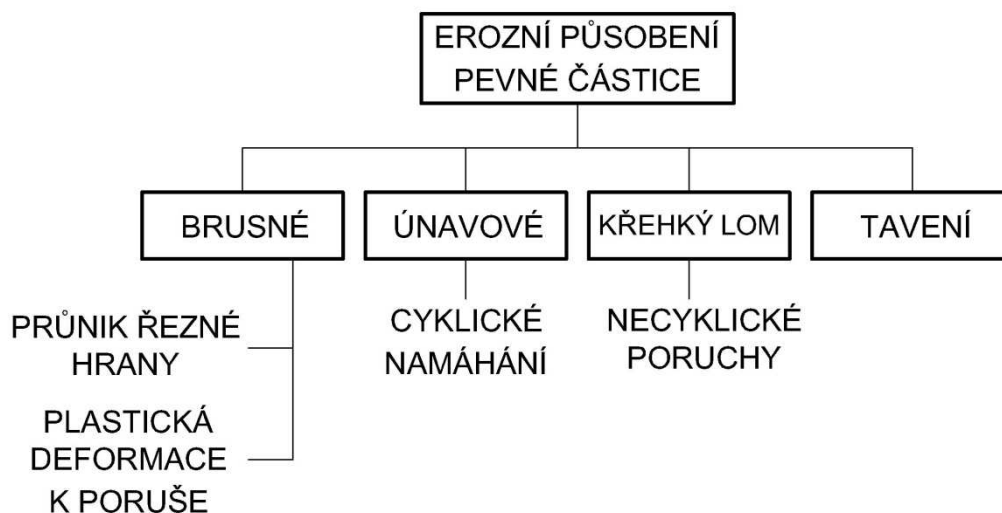 EROZNÍ PŮSOBENÍ
PEVNÉ ČÁSTICE
BRUSNÉ
ÚNAVOVÉ
KŘEHKÝ LOM
TAVENÍ
PRŮNIK ŘEZNÉ
HRANY
CYKLICKÉ
NAMÁHÁNÍ
NECYKLICKÉ
PORUCHY
PLASTICKÁ
DEFORMACE
K PORUŠE